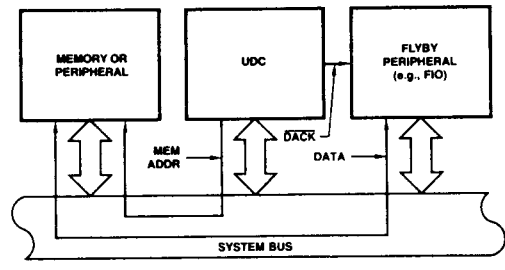 MEMORY OR
PERIPHERAL
UDC
FLYBY
PERIPHERAL
(e.g., FIO)
DACK
MEM
ADDR
DATA
SYSTEM BUS